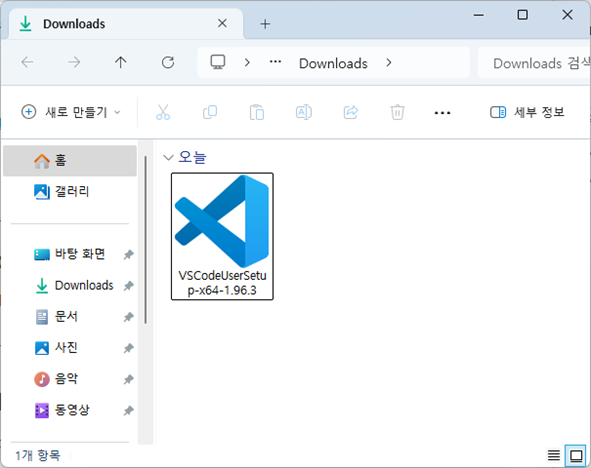 Downloads
Downloads
Downloads 검색
새로 만들기
세부 정보
홈
갤러리
바탕 화면
Downloads
문서
사진
음악
동영상
오늘
VSCodeUserSetu
p-x64-1.96.3
1개 항목